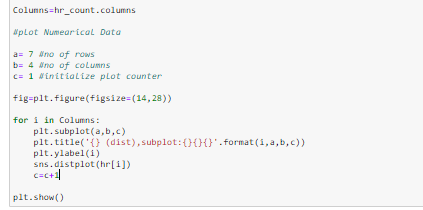 Columns=hr_count.columns
#plot Numearical Data
a= 7 #no of rows
b= 4 #no of columns
c= 1 #initialize plot counter
fig=plt.figure(figsize=(14,28))
for i in Columns:
    plt.subplot(a,b,c)
    plt.title('{} (dist),subplot:{}{}{}'.format(i,a,b,c))
    plt.ylabel(i)
    sns.distplot(hr[i])
    c=c+1
plt.show()